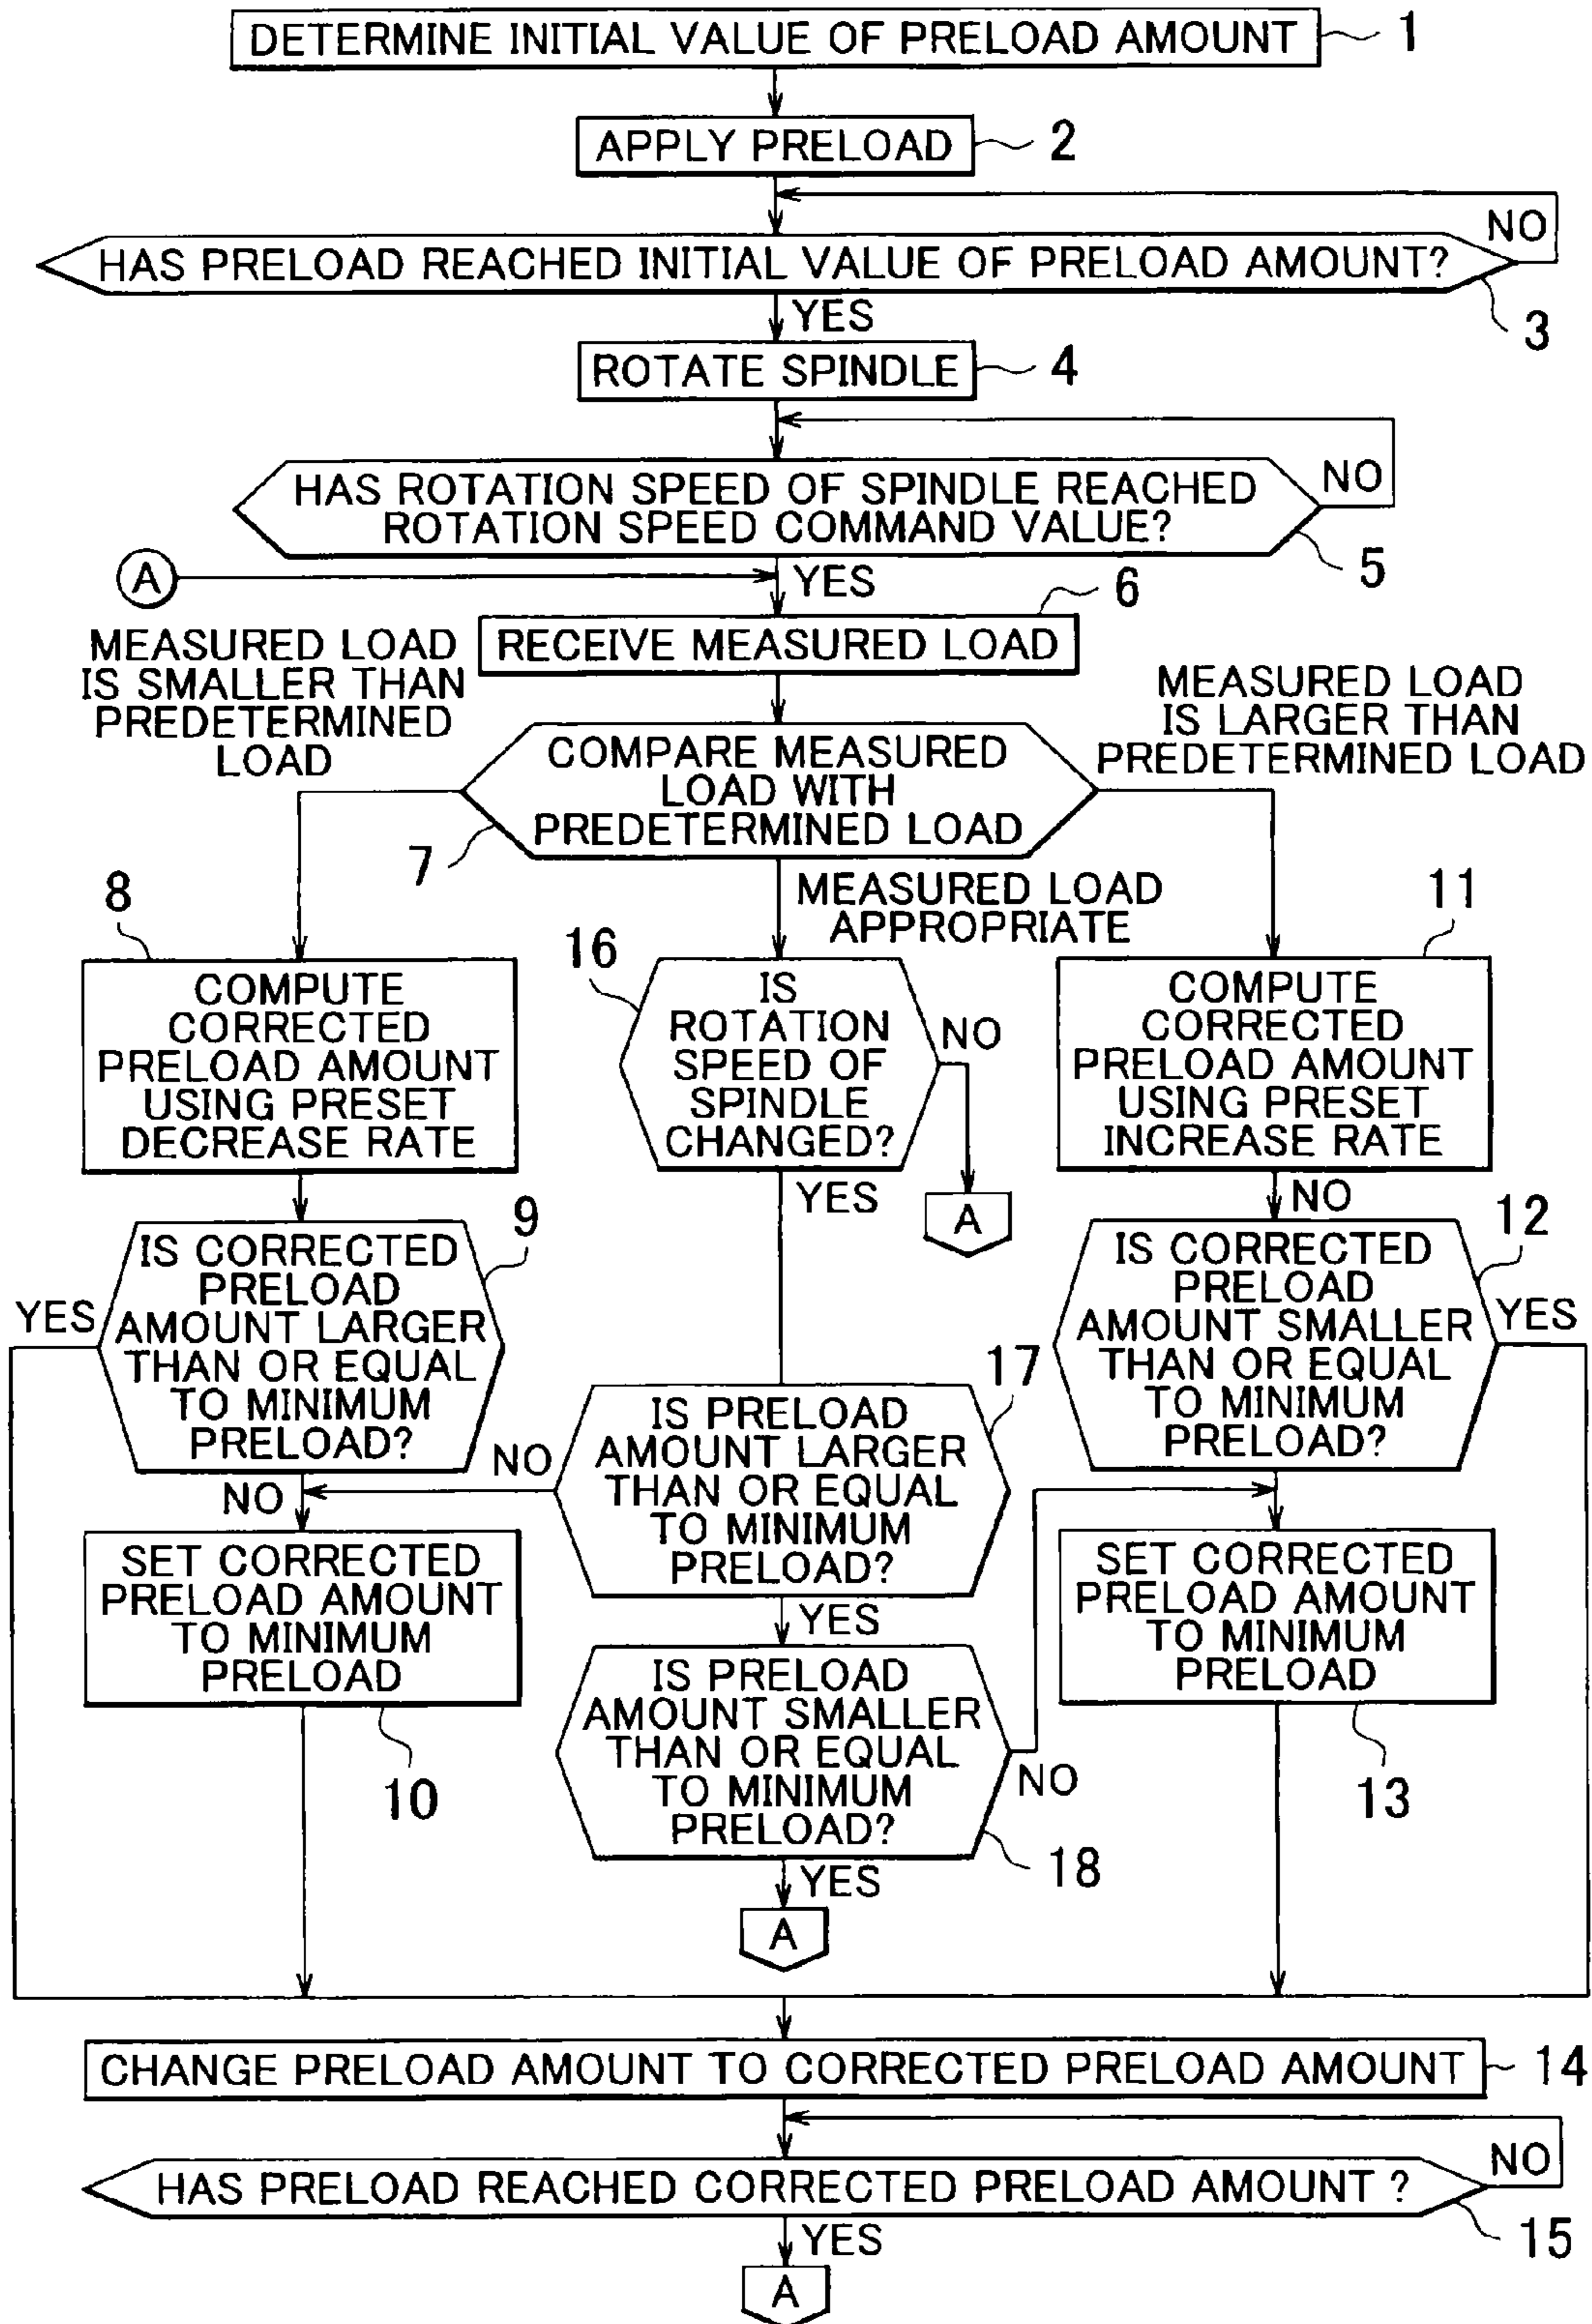 DETERMINE INITIAL VALUE OF PRELOAD AMOUNT
1
APPLY PRELOAD
2
NO
HAS PRELOAD REACHED INITIAL VALUE OF PRELOAD AMOUNT?
3
YES
ROTATE SPINDLE
4
HAS ROTATION SPEED OF SPINDLE REACHED
ROTATION SPEED COMMAND VALUE?
NO
5
A
YES
6
RECEIVE MEASURED LOAD
MEASURED LOAD
IS SMALLER THAN
PREDETERMINED
LOAD
MEASURED LOAD
IS LARGER THAN
PREDETERMINED LOAD
COMPARE MEASURED
LOAD WITH
PREDETERMINED LOAD
7
MEASURED LOAD
APPROPRIATE
8
COMPUTE
CORRECTED
PRELOAD AMOUNT
USING PRESET
DECREASE RATE
16
IS
ROTATION
SPEED OF
SPINDLE
CHANGED?
NO
A
YES
11
COMPUTE
CORRECTED
PRELOAD AMOUNT
USING PRESET
INCREASE RATE
NO
9
IS CORRECTED
PRELOAD
AMOUNT LARGER
THAN OR EQUAL
TO MINIMUM
PRELOAD?
YES
NO
12
IS CORRECTED
PRELOAD
AMOUNT SMALLER
THAN OR EQUAL
TO MINIMUM
PRELOAD?
YES
17
IS PRELOAD
AMOUNT LARGER
THAN OR EQUAL
TO MINIMUM
PRELOAD?
NO
YES
SET CORRECTED
PRELOAD AMOUNT
TO MINIMUM
PRELOAD
10
IS PRELOAD
AMOUNT SMALLER
THAN OR EQUAL
TO MINIMUM
PRELOAD?
NO
18
YES
A
SET CORRECTED
PRELOAD AMOUNT
TO MINIMUM
PRELOAD
13
CHANGE PRELOAD AMOUNT TO CORRECTED PRELOAD AMOUNT
14
NO
HAS PRELOAD REACHED CORRECTED PRELOAD AMOUNT ?
15
YES
A